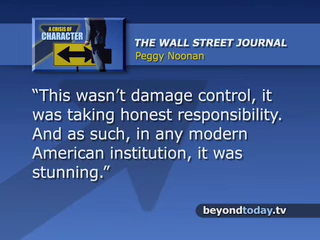 A CRISIS OF
CHARACTER
THE WALL STREET JOURNAL
Peggy Noonan
“This wasn’t damage control, it
was taking honest responsibility.
And as such, in any modern
American institution, it was
stunning.”
beyondtoday.tv